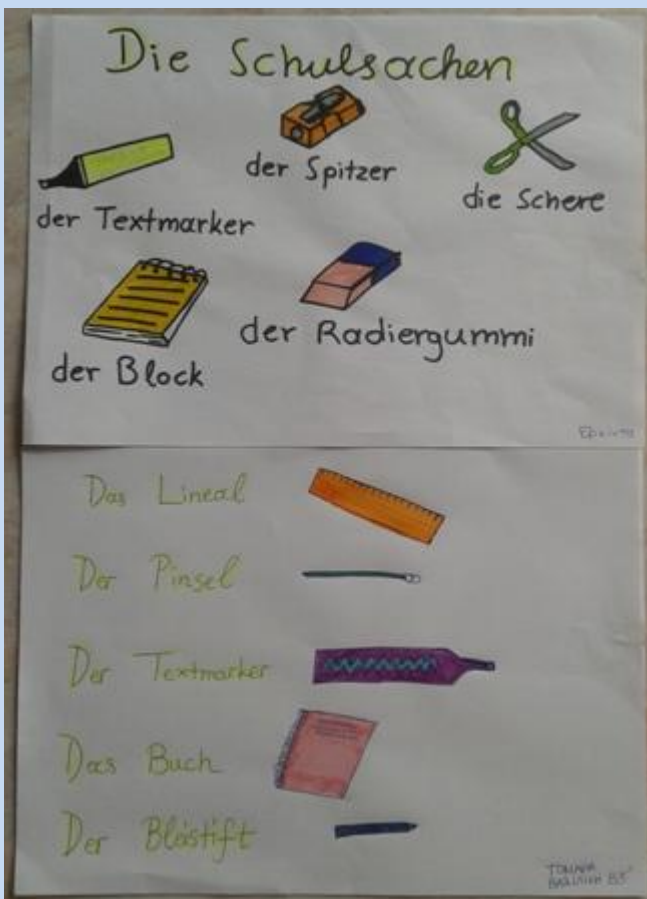 Die Schulsachen
der Spitzer
die Schere
der Textmarker
der Radiergummi
der Block
Das Lineal
Der Pinsel
Der Textmarker
Das Buch
Der Bläistift